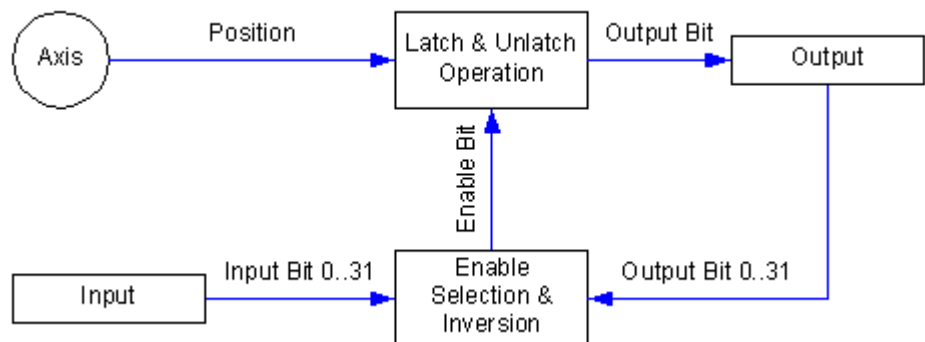 Axis
Position
Latch & Unlatch
Operation
Output Bit
Output
Enable Bit
Input
Input Bit 0..31
Enable
Selection &
Inversion
Output Bit 0..31